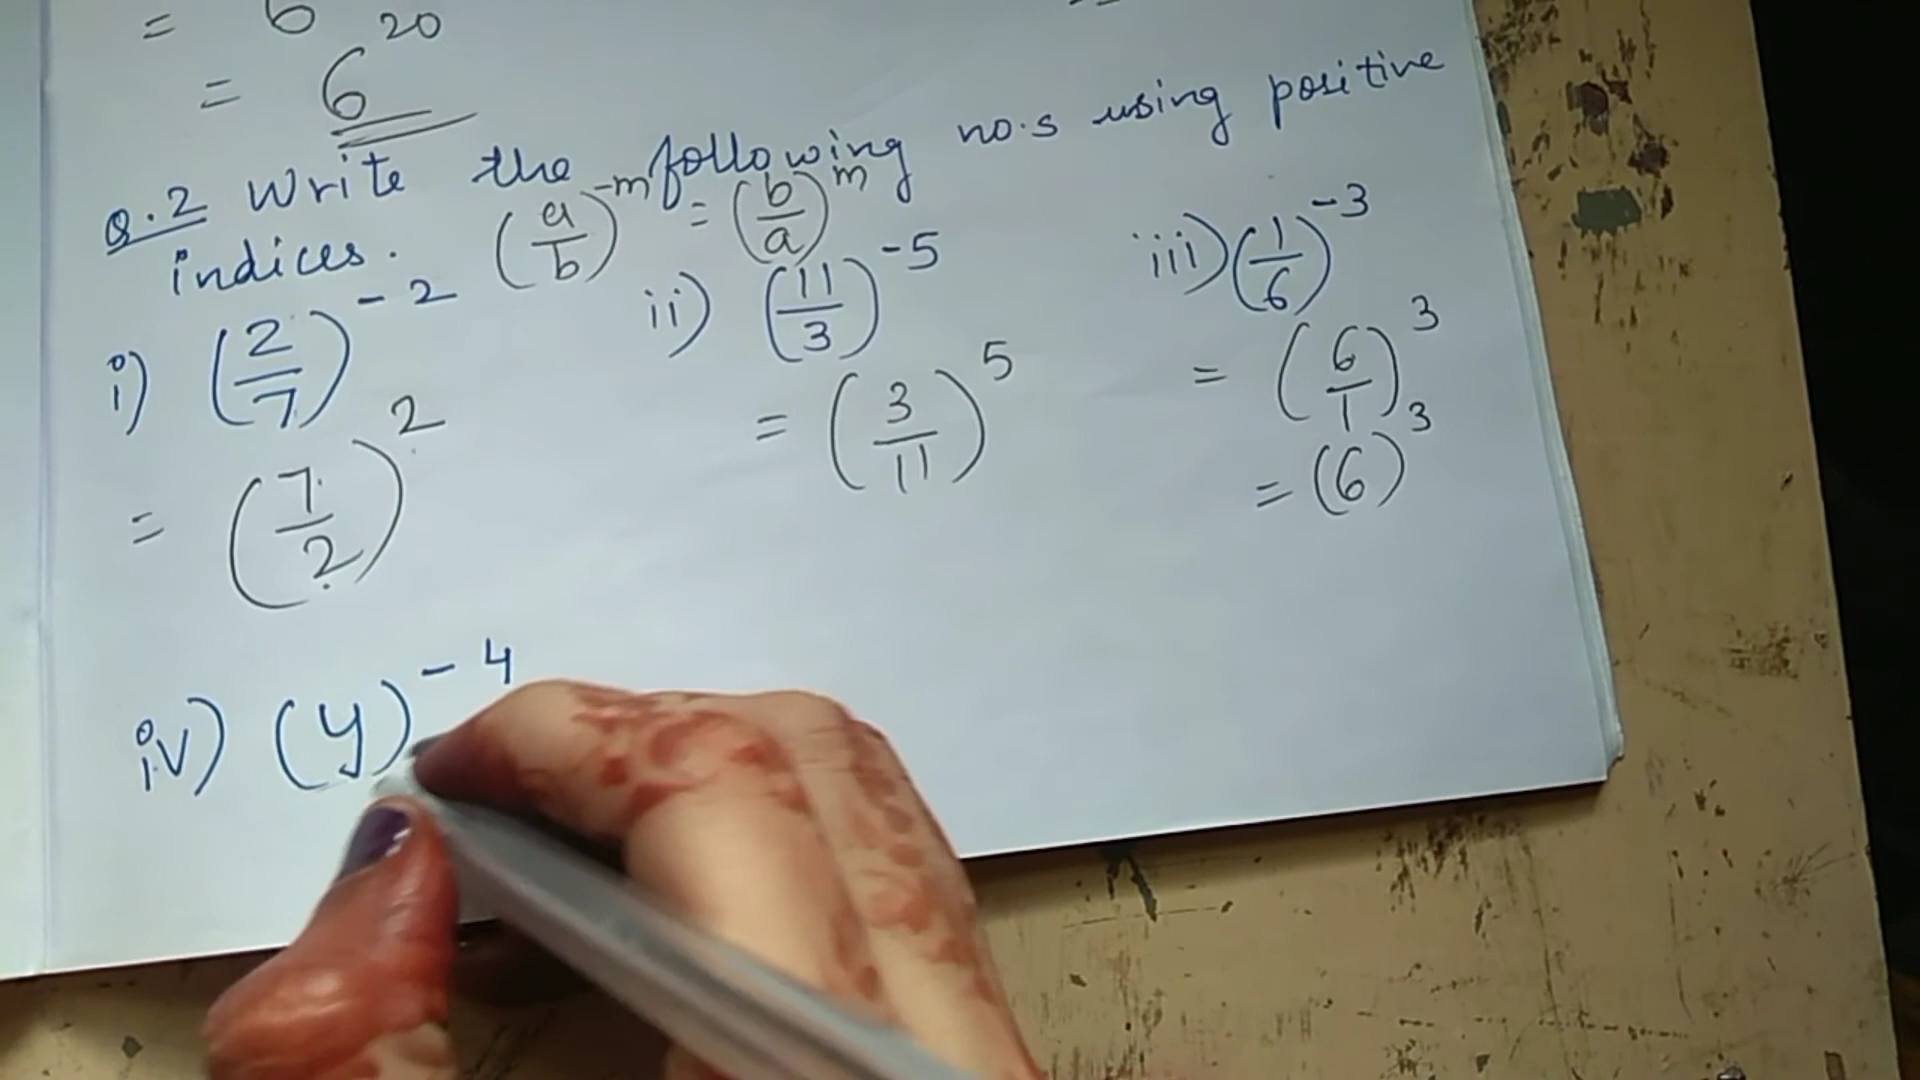 = 6 20
= 6
Q.2 Write the following no.s using positive
indices. (a/b)^-m = (b/a)^m
i) (2/7)^-2 ii) (11/3)^-5 iii) (1/6)^-3
= (7/2)^2 = (3/11)^5 = (6/1)^3
= (6)^3
iv) (y)^-4